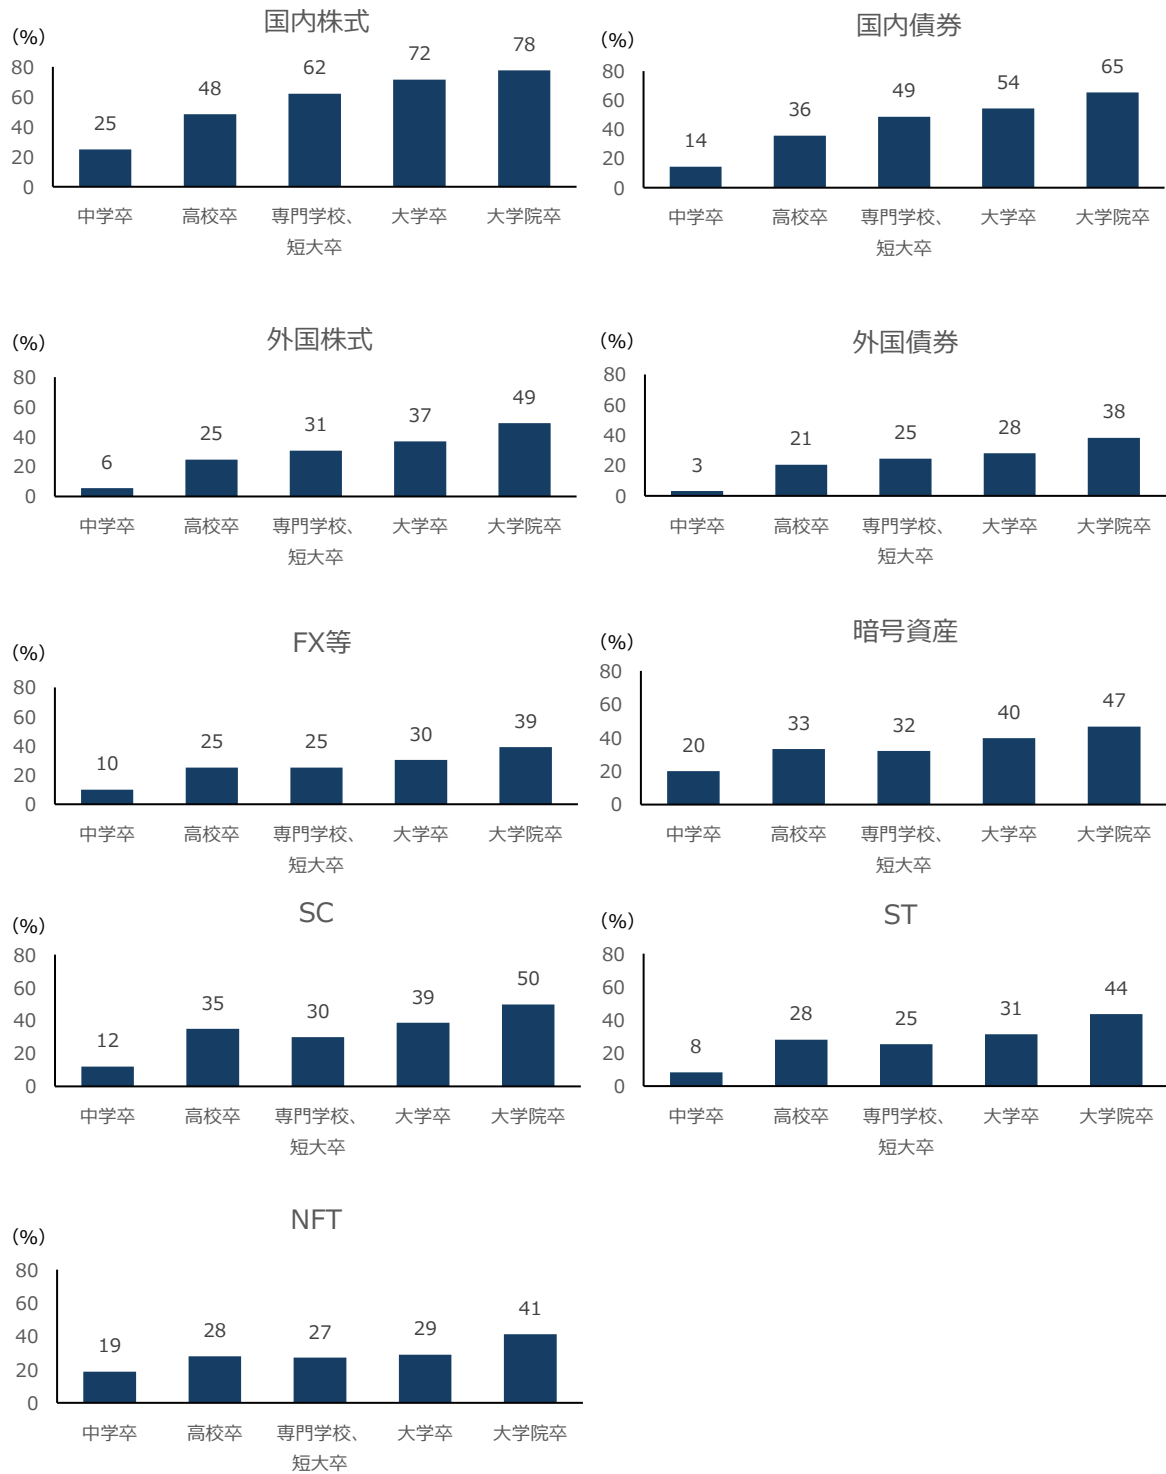 国内株式
（%）
80
60
40
20
0
25
48
62
72
78
中学卒
高校卒
専門学校、
短大卒
大学卒
大学院卒
国内債券
（%）
80
60
40
20
0
14
36
49
54
65
中学卒
高校卒
専門学校、
短大卒
大学卒
大学院卒
外国株式
（%）
80
60
40
20
0
6
25
31
37
49
中学卒
高校卒
専門学校、
短大卒
大学卒
大学院卒
外国債券
（%）
80
60
40
20
0
3
21
25
28
38
中学卒
高校卒
専門学校、
短大卒
大学卒
大学院卒
FX等
（%）
80
60
40
20
0
10
25
25
30
39
中学卒
高校卒
専門学校、
短大卒
大学卒
大学院卒
暗号資産
（%）
80
60
40
20
0
20
33
32
40
47
中学卒
高校卒
専門学校、
短大卒
大学卒
大学院卒
SC
（%）
80
60
40
20
0
12
35
30
39
50
中学卒
高校卒
専門学校、
短大卒
大学卒
大学院卒
ST
（%）
80
60
40
20
0
8
28
25
31
44
中学卒
高校卒
専門学校、
短大卒
大学卒
大学院卒
NFT
（%）
80
60
40
20
0
19
28
27
29
41
中学卒
高校卒
専門学校、
短大卒
大学卒
大学院卒